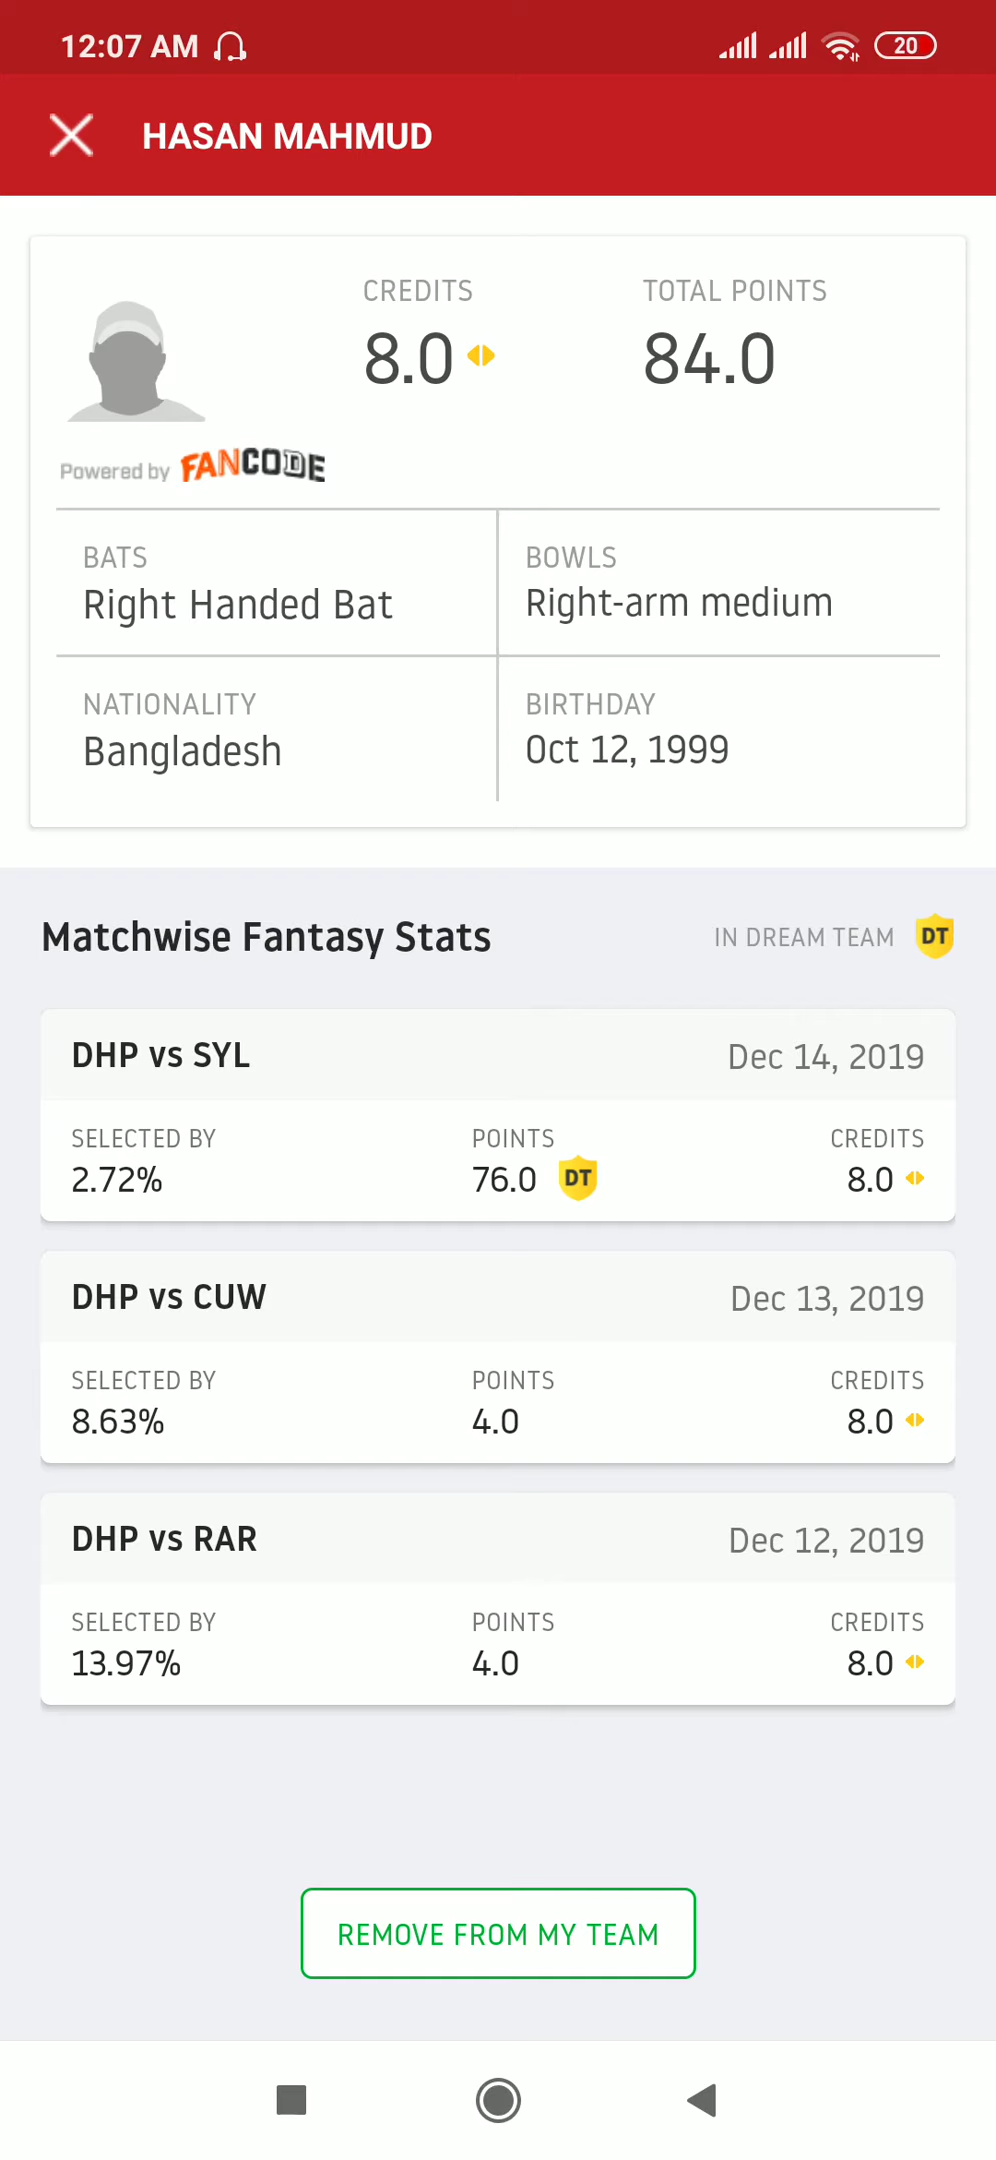 12:07 AM 20
HASAN MAHMUD
CREDITS TOTAL POINTS
8.0 84.0
Powered by FANCODE
BATS BOWLS
Right Handed Bat Right-arm medium
NATIONALITY BIRTHDAY
Bangladesh Oct 12, 1999
Matchwise Fantasy Stats IN DREAM TEAM DT
DHP vs SYL Dec 14, 2019
SELECTED BY POINTS CREDITS
2.72% 76.0 DT 8.0
DHP vs CUW Dec 13, 2019
SELECTED BY POINTS CREDITS
8.63% 4.0 8.0
DHP vs RAR Dec 12, 2019
SELECTED BY POINTS CREDITS
13.97% 4.0 8.0
REMOVE FROM MY TEAM